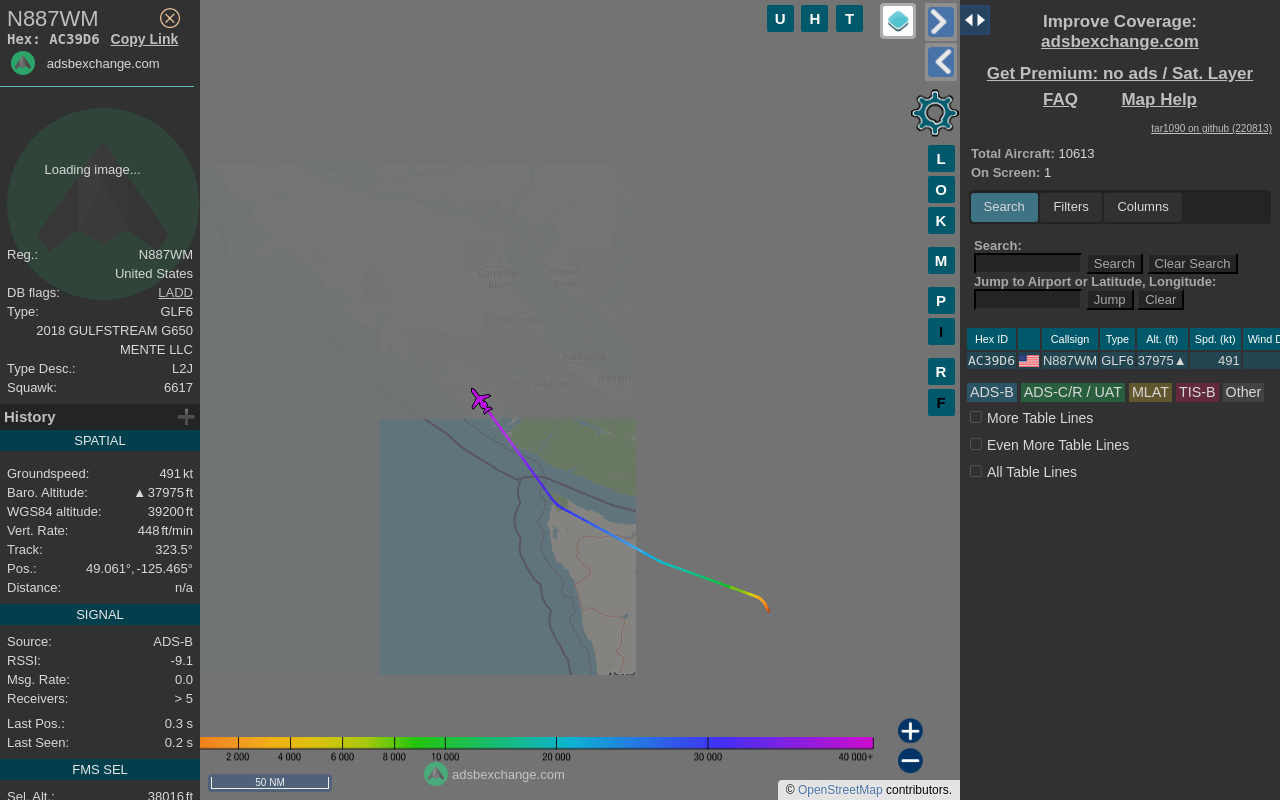 N887WM
Hex: AC39D6 Copy Link
adsbexchange.com
Loading image...
Reg.: N887WM
United States
DB flags: LADD
Type: GLF6
2018 GULFSTREAM G650
MENTE LLC
Type Desc.: L2J
Squawk: 6617
History
SPATIAL
Groundspeed: 491 kt
Baro. Altitude: ▲ 37975 ft
WGS84 altitude: 39200 ft
Vert. Rate: 448 ft/min
Track: 323.5°
Pos.: 49.061°, -125.465°
Distance: n/a
SIGNAL
Source: ADS-B
RSSI: -9.1
Msg. Rate: 0.0
Receivers: > 5
Last Pos.: 0.3 s
Last Seen: 0.2 s
FMS SEL
Sel. Alt.: 38016 ft
U H T
L
O
K
M
P
I
R
F
Campbell River
Powell River
Courtenay
Parksville
Port Alberni
Nanaimo
2 000 4 000 6 000 8 000 10 000 20 000 30 000 40 000+
50 NM
adsbexchange.com
© OpenStreetMap contributors.
Improve Coverage:
adsbexchange.com
Get Premium: no ads / Sat. Layer
FAQ Map Help
tar1090 on github (220813)
Total Aircraft: 10613
On Screen: 1
Search Filters Columns
Search:
Search Clear Search
Jump to Airport or Latitude, Longitude:
Jump Clear
Hex ID Callsign Type Alt. (ft) Spd. (kt) Wind D
AC39D6 N887WM GLF6 37975▲ 491
ADS-B ADS-C/R / UAT MLAT TIS-B Other
More Table Lines
Even More Table Lines
All Table Lines